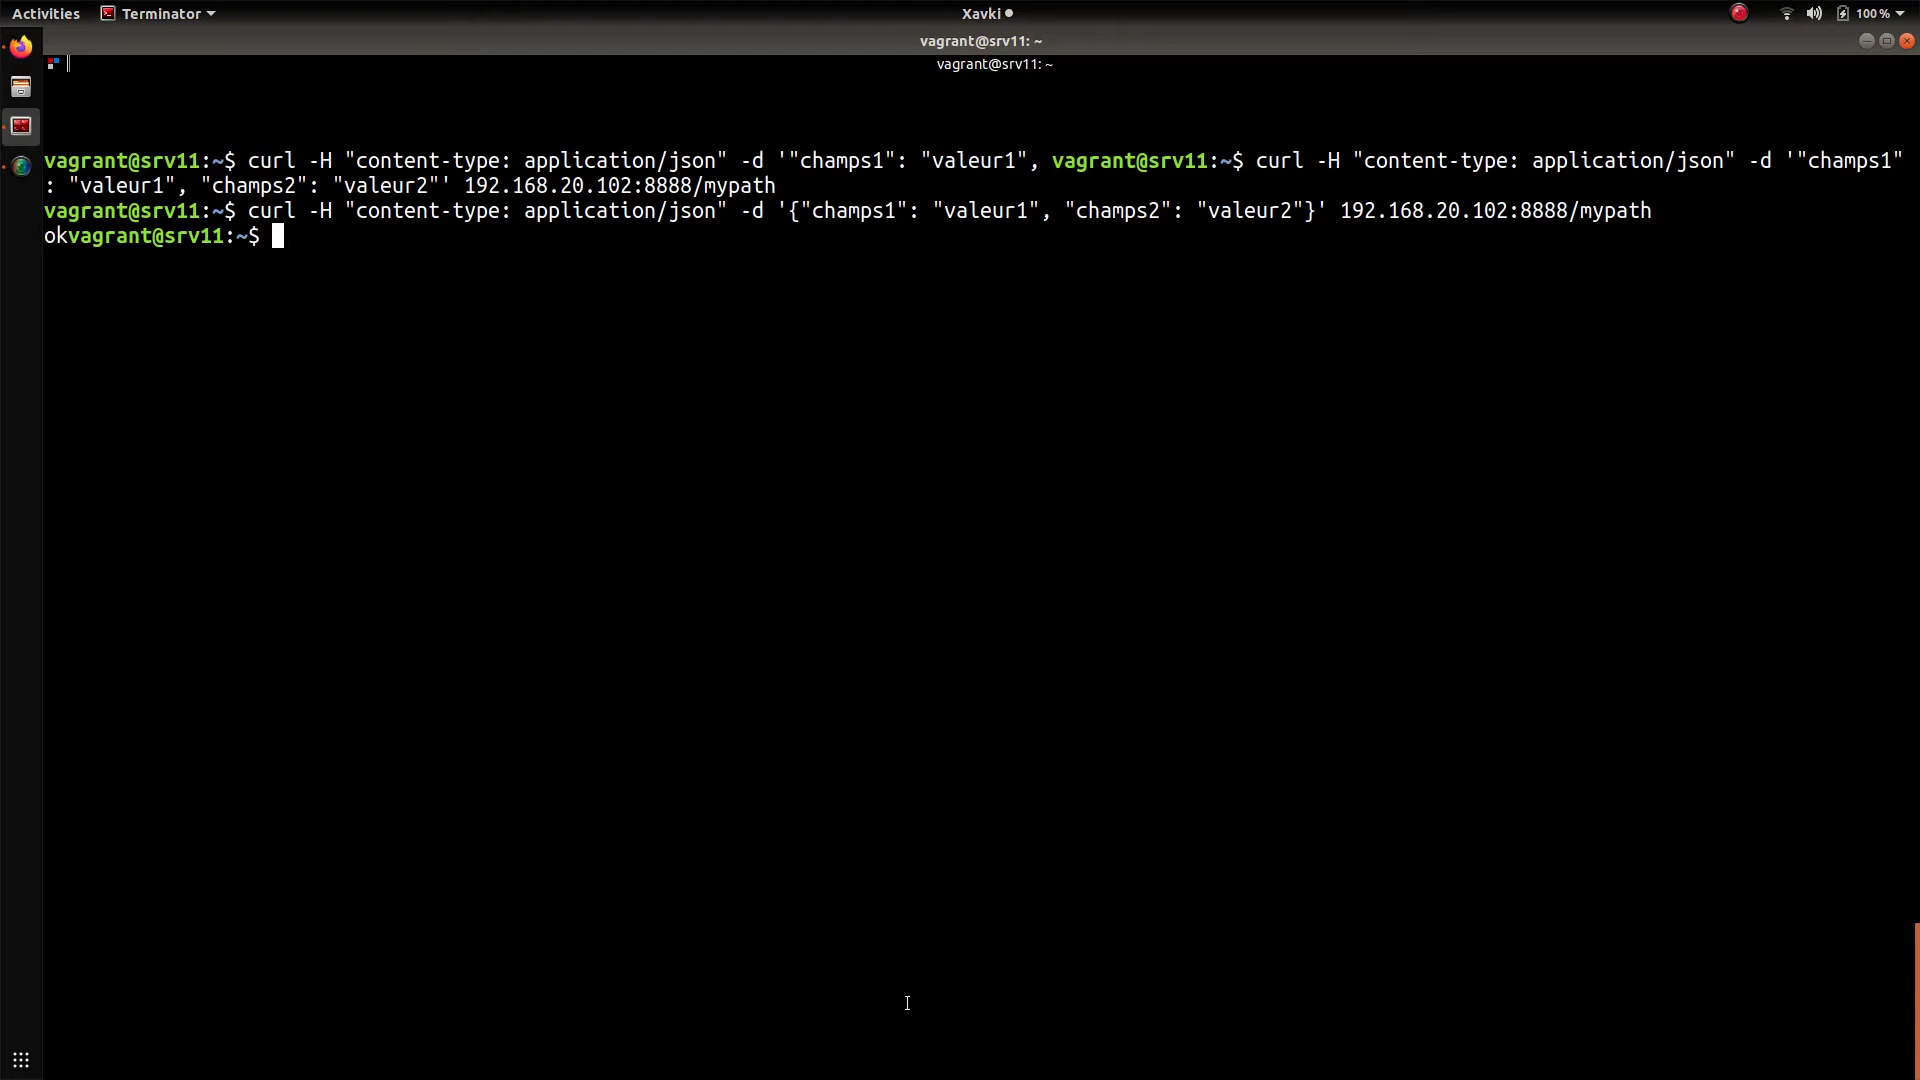 Activities Terminator Xavki 100 %
vagrant@srv11: ~
vagrant@srv11: ~
vagrant@srv11:~$ curl -H "content-type: application/json" -d '"champs1": "valeur1", vagrant@srv11:~$ curl -H "content-type: application/json" -d '"champs1"
: "valeur1", "champs2": "valeur2"' 192.168.20.102:8888/mypath
vagrant@srv11:~$ curl -H "content-type: application/json" -d '{"champs1": "valeur1", "champs2": "valeur2"}' 192.168.20.102:8888/mypath
okvagrant@srv11:~$